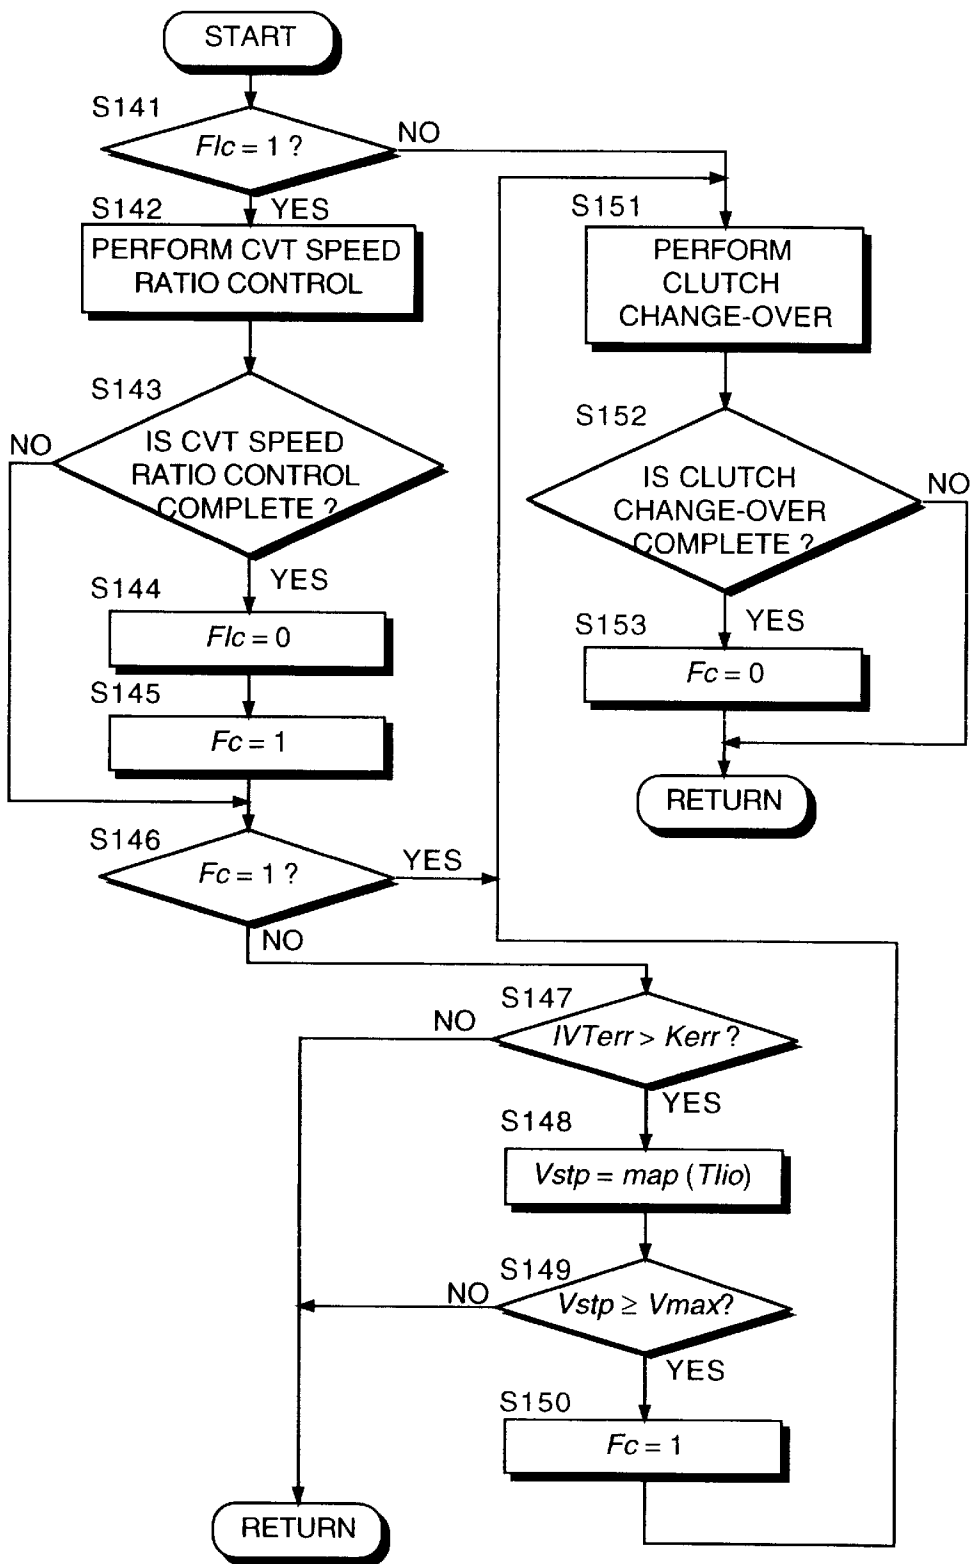 START
S141
Flc = 1 ?
NO
S142
YES
PERFORM CVT SPEED
RATIO CONTROL
S143
NO
IS CVT SPEED
RATIO CONTROL
COMPLETE ?
YES
S144
Flc = 0
S145
Fc = 1
S146
Fc = 1 ?
YES
NO
S151
PERFORM
CLUTCH
CHANGE-OVER
S152
IS CLUTCH
CHANGE-OVER
COMPLETE ?
NO
YES
S153
Fc = 0
RETURN
S147
NO
IVTerr > Kerr ?
YES
S148
Vstp = map (Tlio)
S149
NO
Vstp ≥ Vmax?
YES
S150
Fc = 1
RETURN